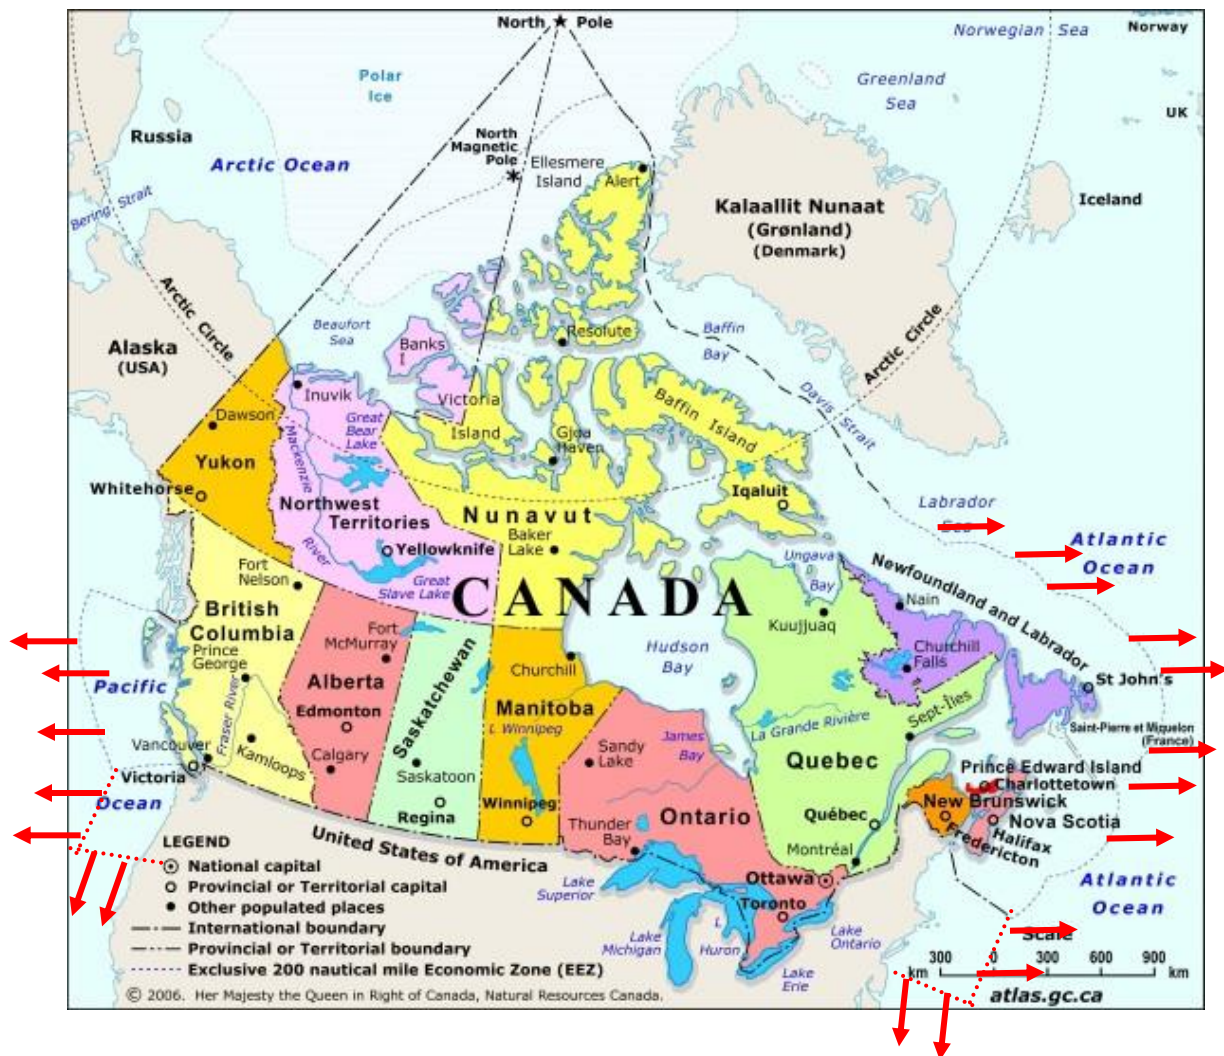 North Pole
Norwegian Sea
Norway
Polar
Ice
Greenland
Sea
UK
Russia
North
Magnetic
Pole
Arctic Ocean
Ellesmere
Island
Alert
Bering Strait
Kalaallit Nunaat
(Grønland)
(Denmark)
Iceland
Arctic Circle
Beaufort
Sea
Resolute
Baffin
Bay
Arctic Circle
Alaska
(USA)
Banks
I
Inuvik
Victoria
Island
Davis Strait
Baffin Island
Dawson
Great
Bear
Lake
Gjoa
Haven
Mackenzie
River
Yukon
Whitehorse
Iqaluit
Northwest
Territories
Nunavut
Labrador
Sea
Baker
Lake
Yellowknife
Atlantic
Ocean
Ungava
Bay
Fort
Nelson
Great
Slave Lake
CANADA
Newfoundland and Labrador
Nain
British
Columbia
Kuujjuaq
Fort
McMurray
Hudson
Bay
Churchill
Falls
Prince
George
Saskatchewan
Churchill
Pacific
Ocean
Alberta
St John's
Fraser River
Edmonton
Manitoba
Sept-Îles
L Winnipeg
La Grande Rivière
Saint-Pierre et Miquelon
(France)
James
Bay
Vancouver
Kamloops
Calgary
Sandy
Lake
Quebec
Prince Edward Island
Victoria
Saskatoon
Charlottetown
Regina
Winnipeg
New Brunswick
Ontario
Québec
Nova Scotia
Thunder
Bay
Halifax
Fredericton
United States of America
Montréal
LEGEND
National capital
Provincial or Territorial capital
Other populated places
International boundary
Provincial or Territorial boundary
Exclusive 200 nautical mile Economic Zone (EEZ)
Lake
Superior
Ottawa
Toronto
Atlantic
Ocean
Lake
Michigan
L
Huron
Lake
Ontario
Lake
Erie
Scale
km 300 0 300 600 900 km
atlas.gc.ca
© 2006. Her Majesty the Queen in Right of Canada, Natural Resources Canada.